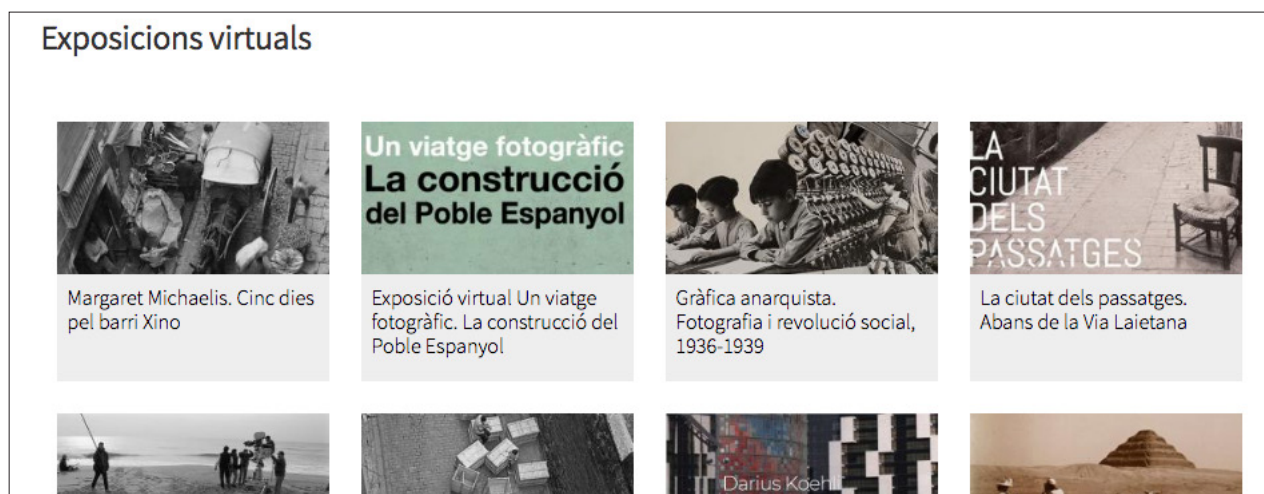 Exposicions virtuals
Un viatge fotogràfic
La construcció
del Poble Espanyol
LA
CIUTAT
DELS
PASSATGES
Margaret Michaelis. Cinc dies
pel barri Xino
Exposició virtual Un viatge
fotogràfic. La construcció del
Poble Espanyol
Gràfica anarquista.
Fotografia i revolució social,
1936-1939
La ciutat dels passatges.
Abans de la Via Laietana
Darius Koehli